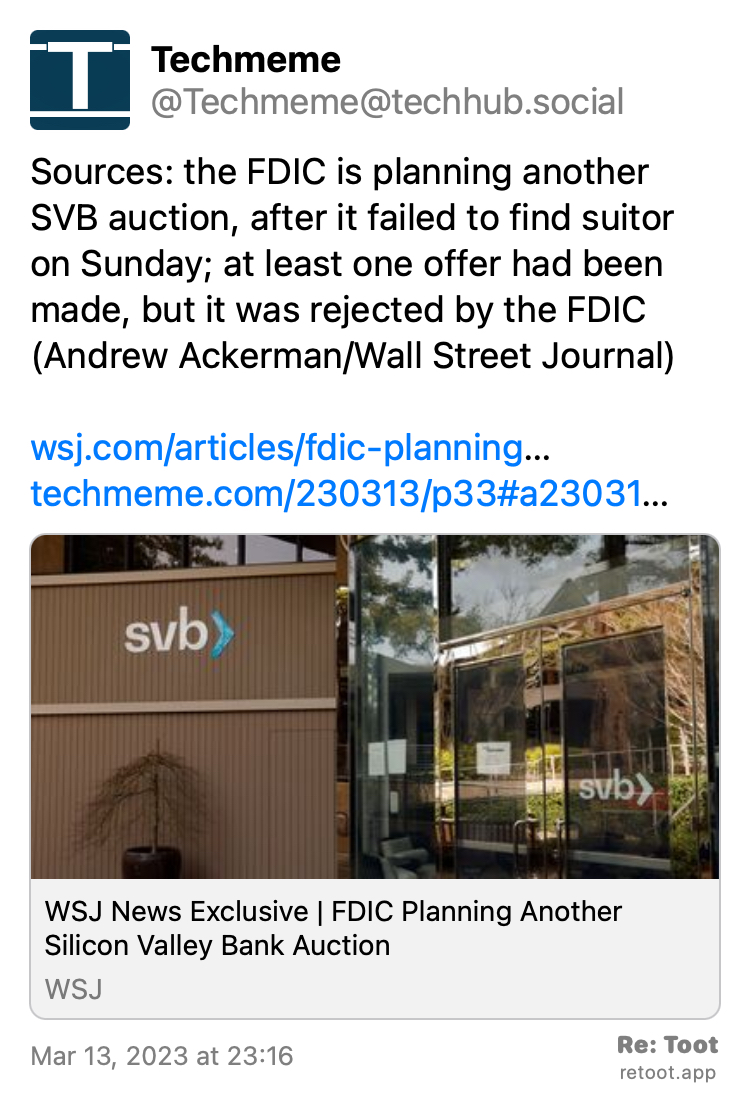 T
Techmeme
@Techmeme@techhub.social
Sources: the FDIC is planning another
SVB auction, after it failed to find suitor
on Sunday; at least one offer had been
made, but it was rejected by the FDIC
(Andrew Ackerman/Wall Street Journal)
wsj.com/articles/fdic-planning...
techmeme.com/230313/p33#a23031...
svb
svb
WSJ News Exclusive | FDIC Planning Another
Silicon Valley Bank Auction
WSJ
Mar 13, 2023 at 23:16
Re: Toot
retoot.app